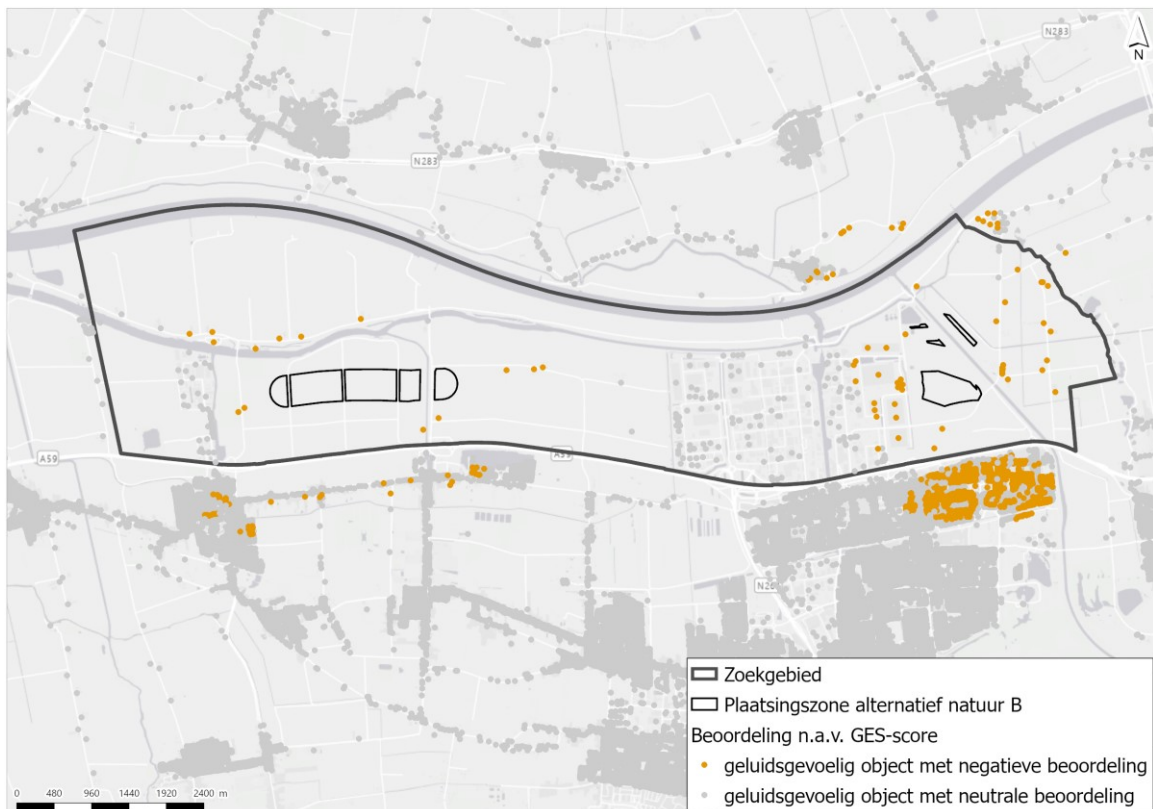 N283
N
N283
A59
A59
N26
Zoekgebied
Plaatsingszone alternatief natuur B
Beoordeling n.a.v. GES-score
geluidsgevoelig object met negatieve beoordeling
geluidsgevoelig object met neutrale beoordeling
0 480 960 1440 1920 2400 m